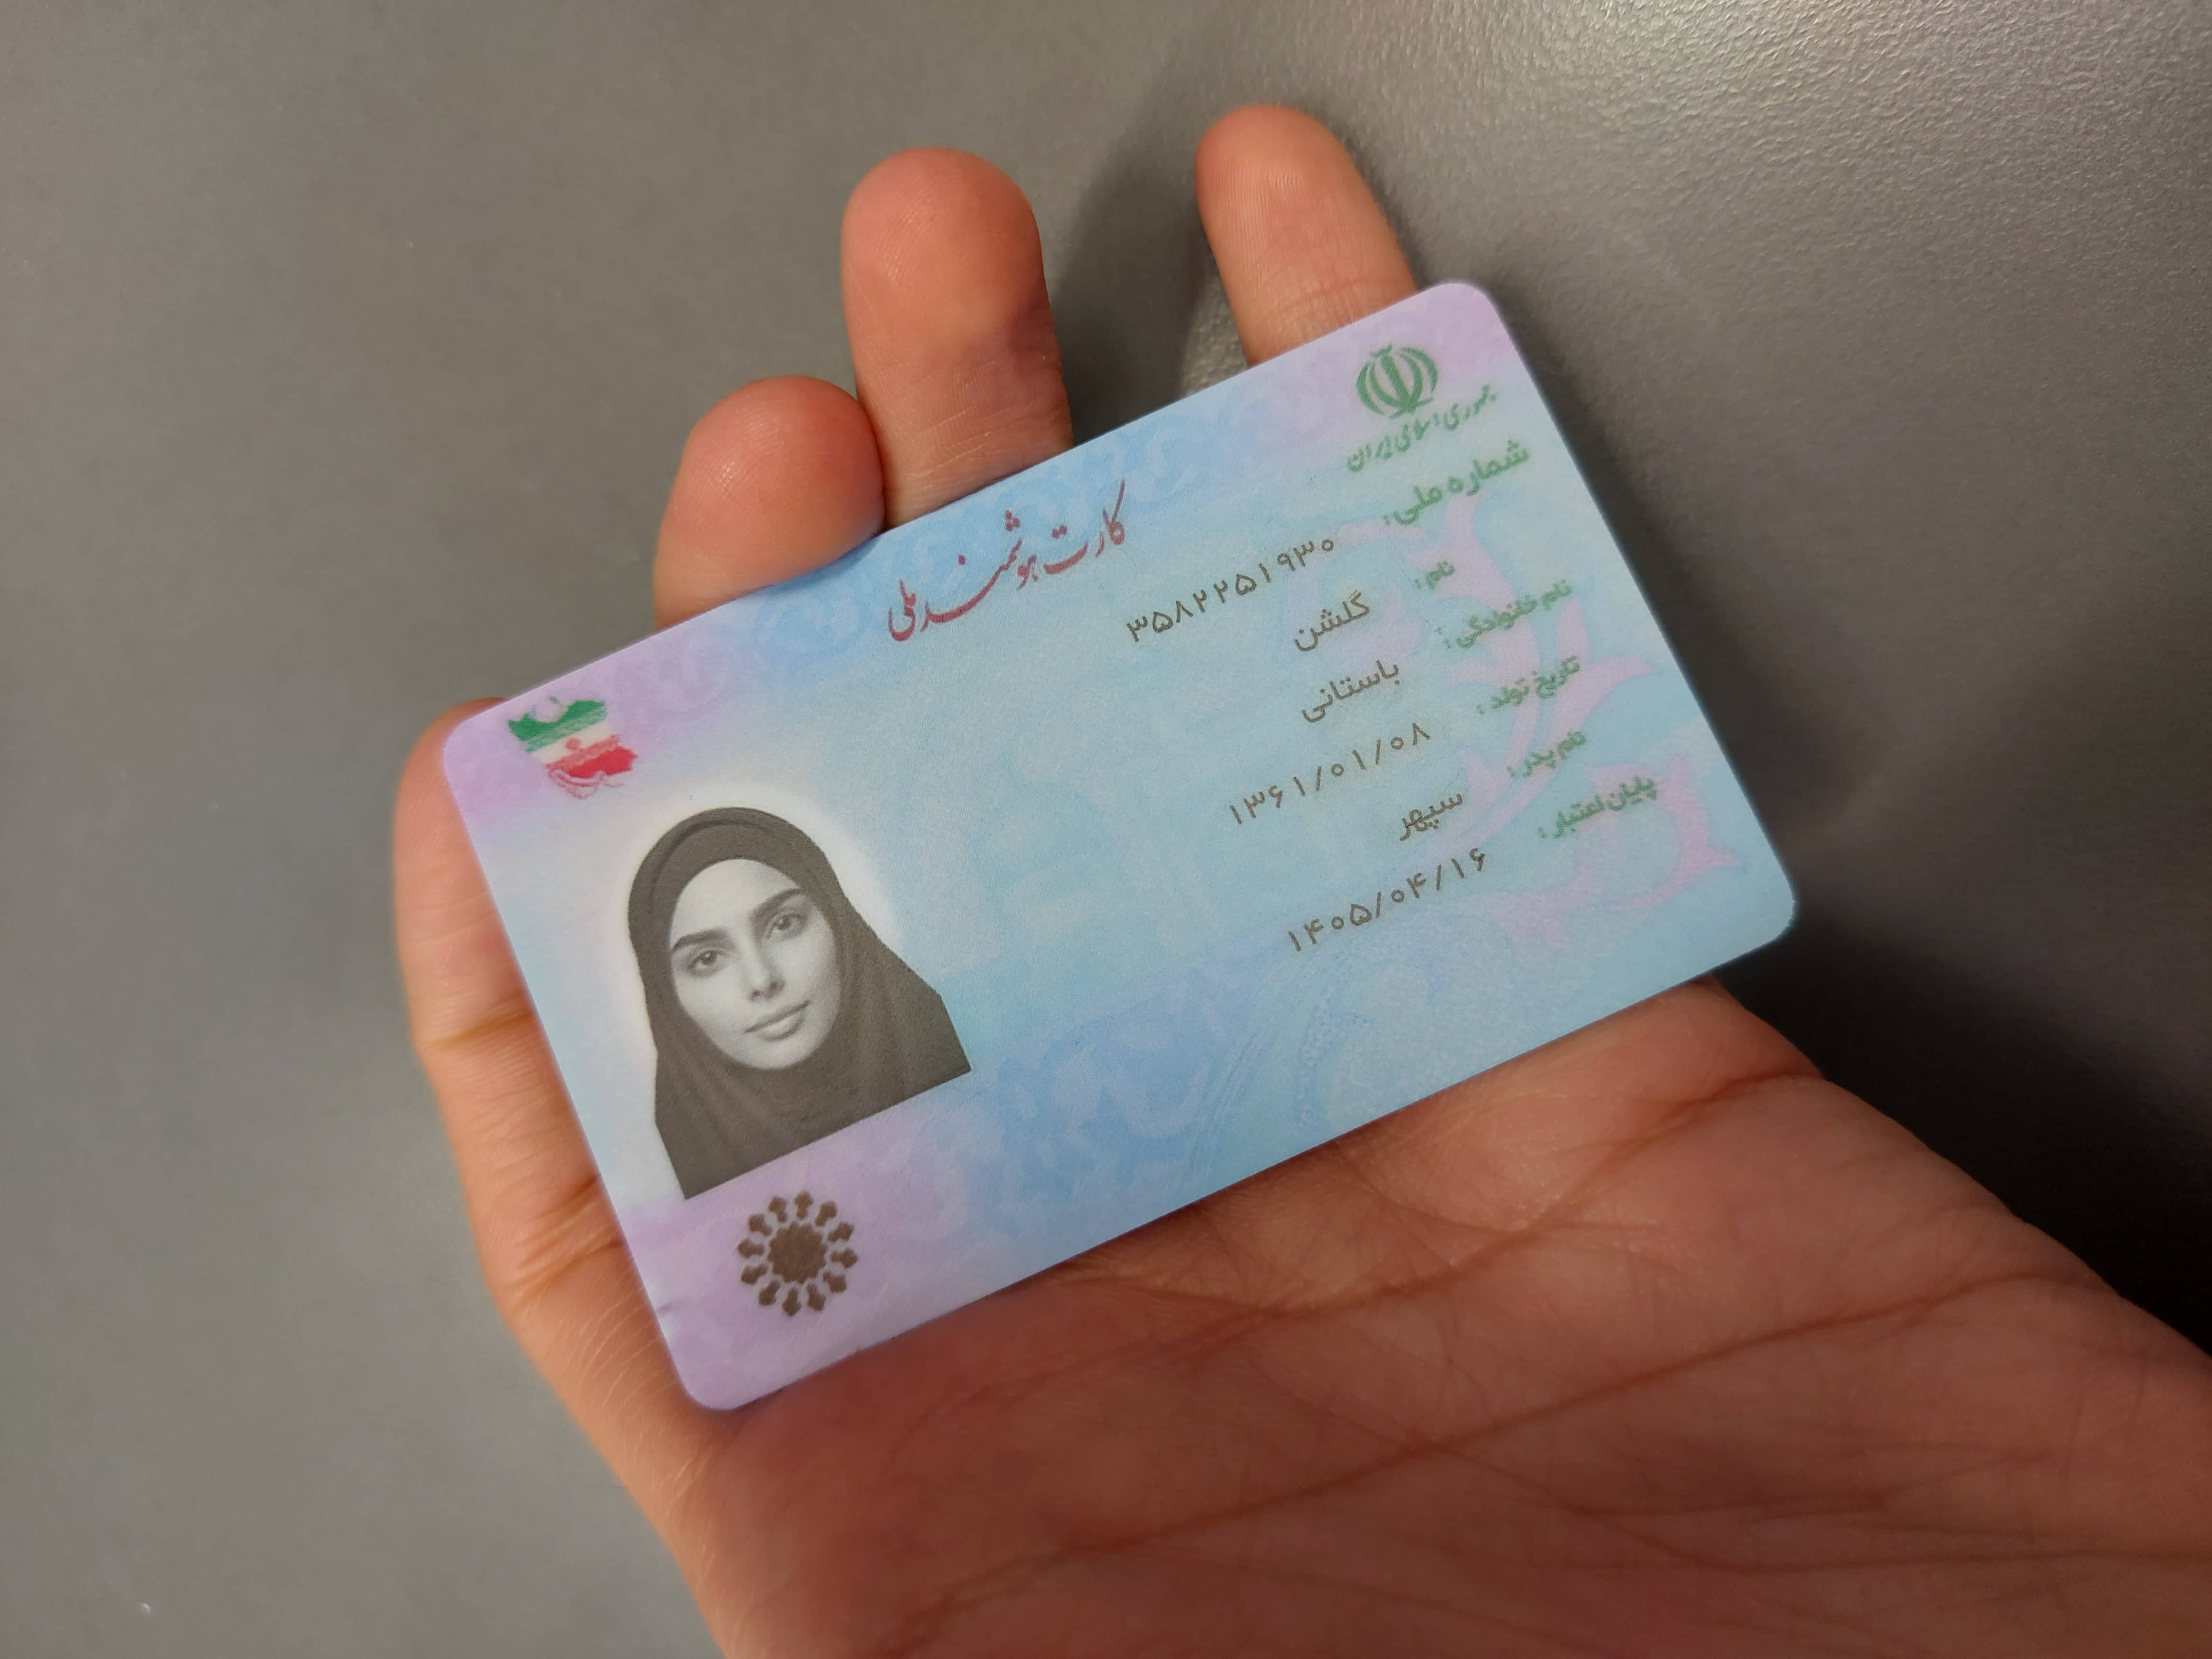 جمهوری اسلامی ایران
کارت هوشمند ملی
شماره ملی: ۳۵۸۲۲۵۱۹۳۰
نام: گلشن
نام خانوادگی: باستانی
تاریخ تولد: ۱۳۶۱/۰۱/۰۸
نام پدر: سپهر
پایان اعتبار: ۱۴۰۵/۰۴/۱۶